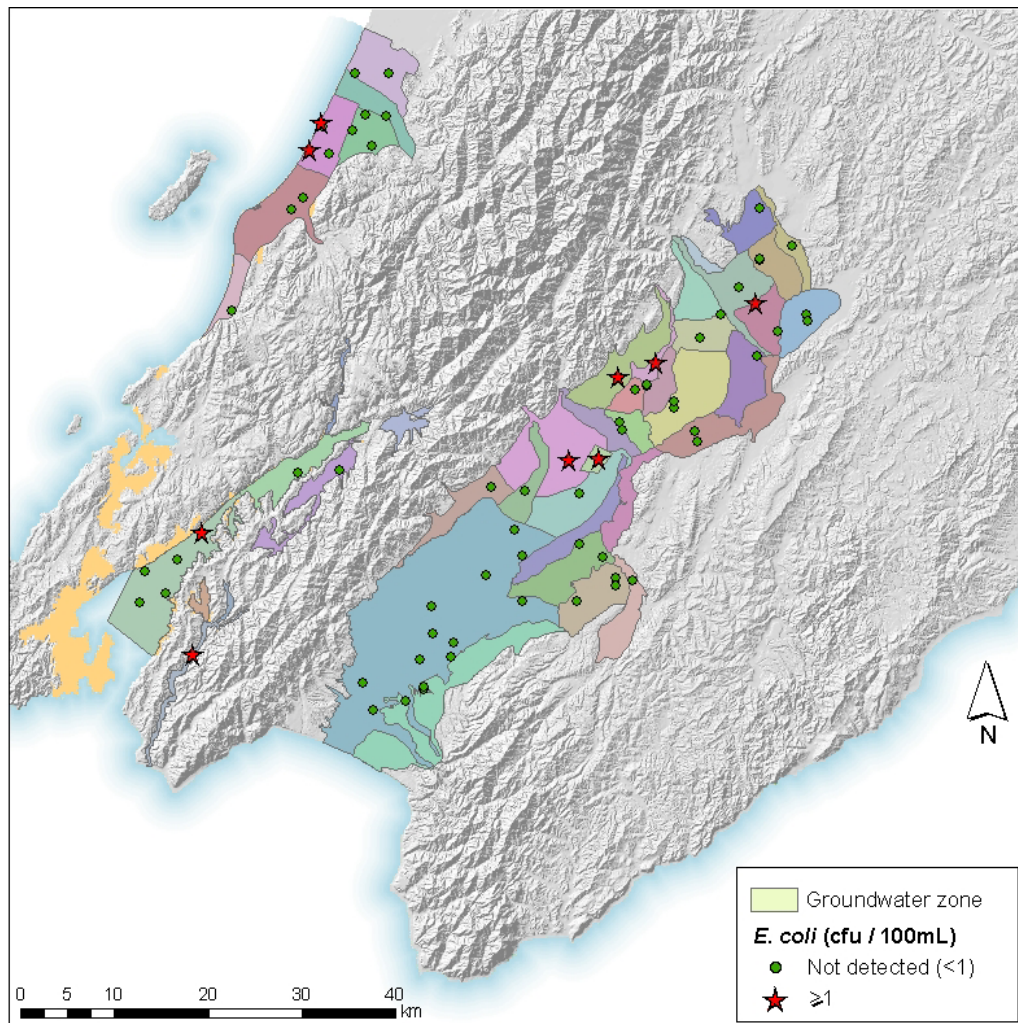 N
Groundwater zone
E. coli (cfu / 100mL)
Not detected (<1)
≥1
0 5 10 20 30 40
km